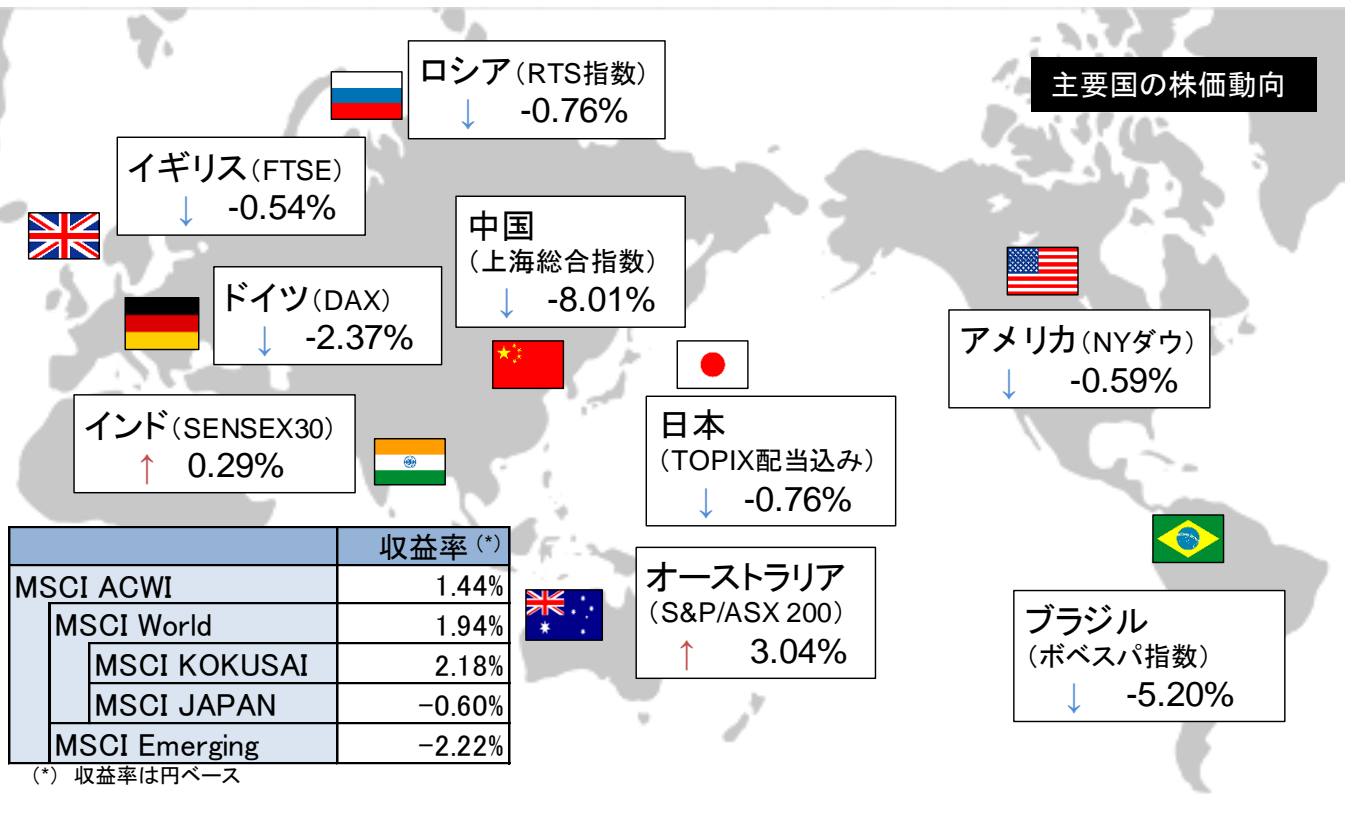 主要国の株価動向
ロシア（RTS指数）
↓ -0.76%
イギリス（FTSE）
↓ -0.54%
中国
（上海総合指数）
↓ -8.01%
ドイツ（DAX）
↓ -2.37%
アメリカ（NYダウ）
↓ -0.59%
インド（SENSEX30）
↑ 0.29%
日本
（TOPIX配当込み）
↓ -0.76%
オーストラリア
（S&P/ASX 200）
↑ 3.04%
ブラジル
（ボベスパ指数）
↓ -5.20%
収益率（*）
MSCI ACWI 1.44%
MSCI World 1.94%
MSCI KOKUSAI 2.18%
MSCI JAPAN -0.60%
MSCI Emerging -2.22%
（*） 収益率は円ベース